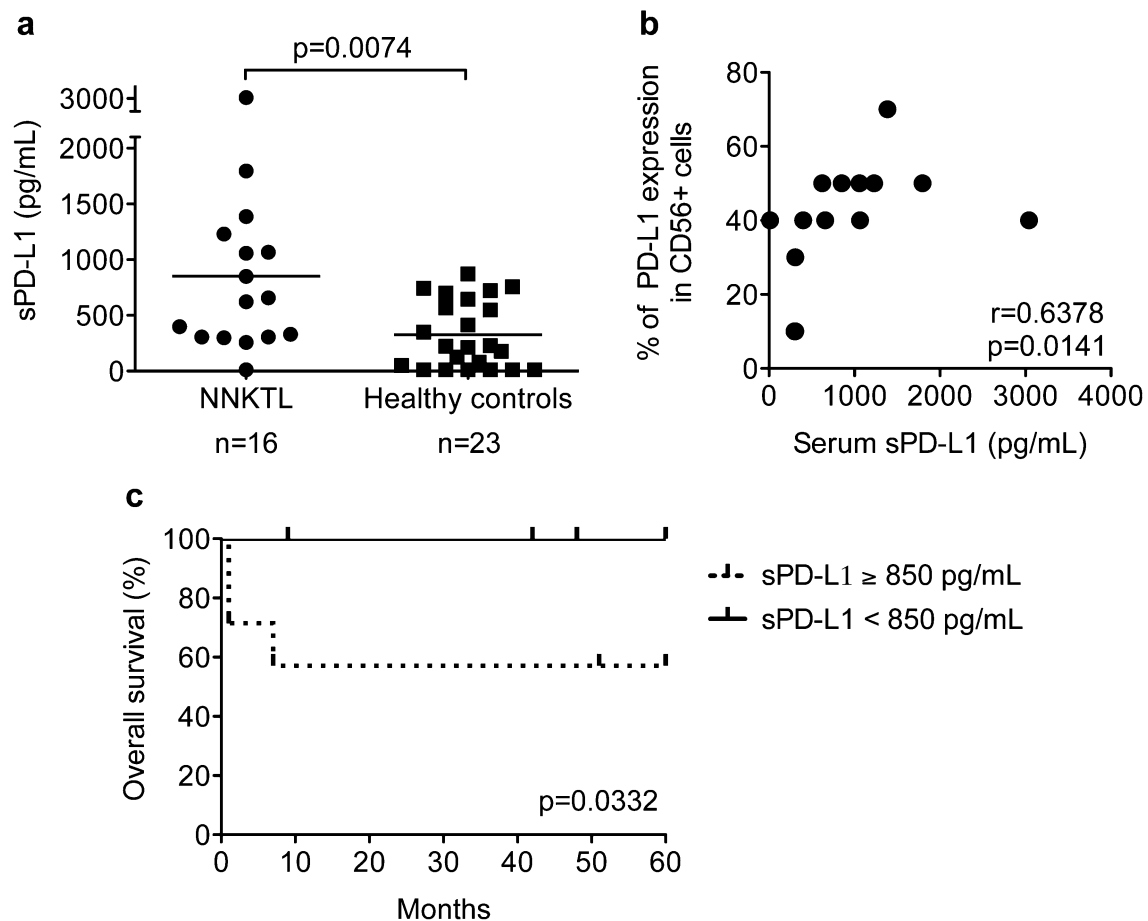 a
p=0.0074
sPD-L1 (pg/mL)
3000
2000
1500
1000
500
0
NNKTL
Healthy controls
n=16
n=23
b
% of PD-L1 expression
in CD56+ cells
80
60
40
20
0
r=0.6378
p=0.0141
0 1000 2000 3000 4000
Serum sPD-L1 (pg/mL)
c
Overall survival (%)
100
80
60
40
20
0
p=0.0332
0 10 20 30 40 50 60
Months
sPD-L1 ≥ 850 pg/mL
sPD-L1 < 850 pg/mL